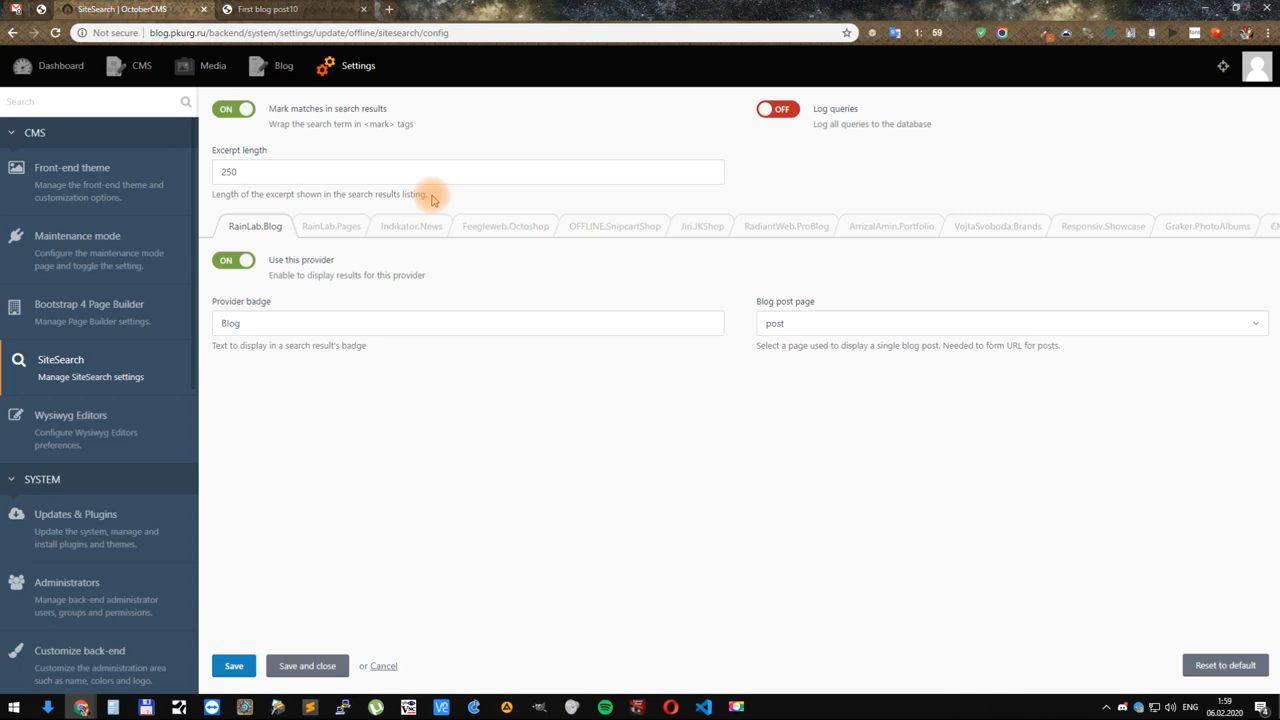 SiteSearch | OctoberCMS
First blog post10
Not secure | blog.pkurg.ru/backend/system/settings/update/offline/sitesearch/config
1: 59
Dashboard
CMS
Media
Blog
Settings
Search
CMS
Front-end theme
Manage the front-end theme and
customization options.
Maintenance mode
Configure the maintenance mode
page and toggle the setting.
Bootstrap 4 Page Builder
Manage Page Builder settings.
SiteSearch
Manage SiteSearch settings
Wysiwyg Editors
Configure Wysiwyg Editors
preferences.
SYSTEM
Updates & Plugins
Update the system, manage and
install plugins and themes.
Administrators
Manage back-end administrator
users, groups and permissions.
Customize back-end
Customize the administration area
such as name, colors and logo.
ON
Mark matches in search results
Wrap the search term in <mark> tags
OFF
Log queries
Log all queries to the database
Excerpt length
250
Length of the excerpt shown in the search results listing.
RainLab.Blog
RainLab.Pages
Indikator.News
Feegleweb.Octoshop
OFFLINE.SnipcartShop
Jiri.JKShop
RadiantWeb.ProBlog
ArrizalAmin.Portfolio
VojtaSvoboda.Brands
Responsiv.Showcase
Graker.PhotoAlbums
ON
Use this provider
Enable to display results for this provider
Provider badge
Blog
Text to display in a search result's badge
Blog post page
post
Select a page used to display a single blog post. Needed to form URL for posts.
Save
Save and close
or Cancel
Reset to default
ENG
1:59
06.02.2020